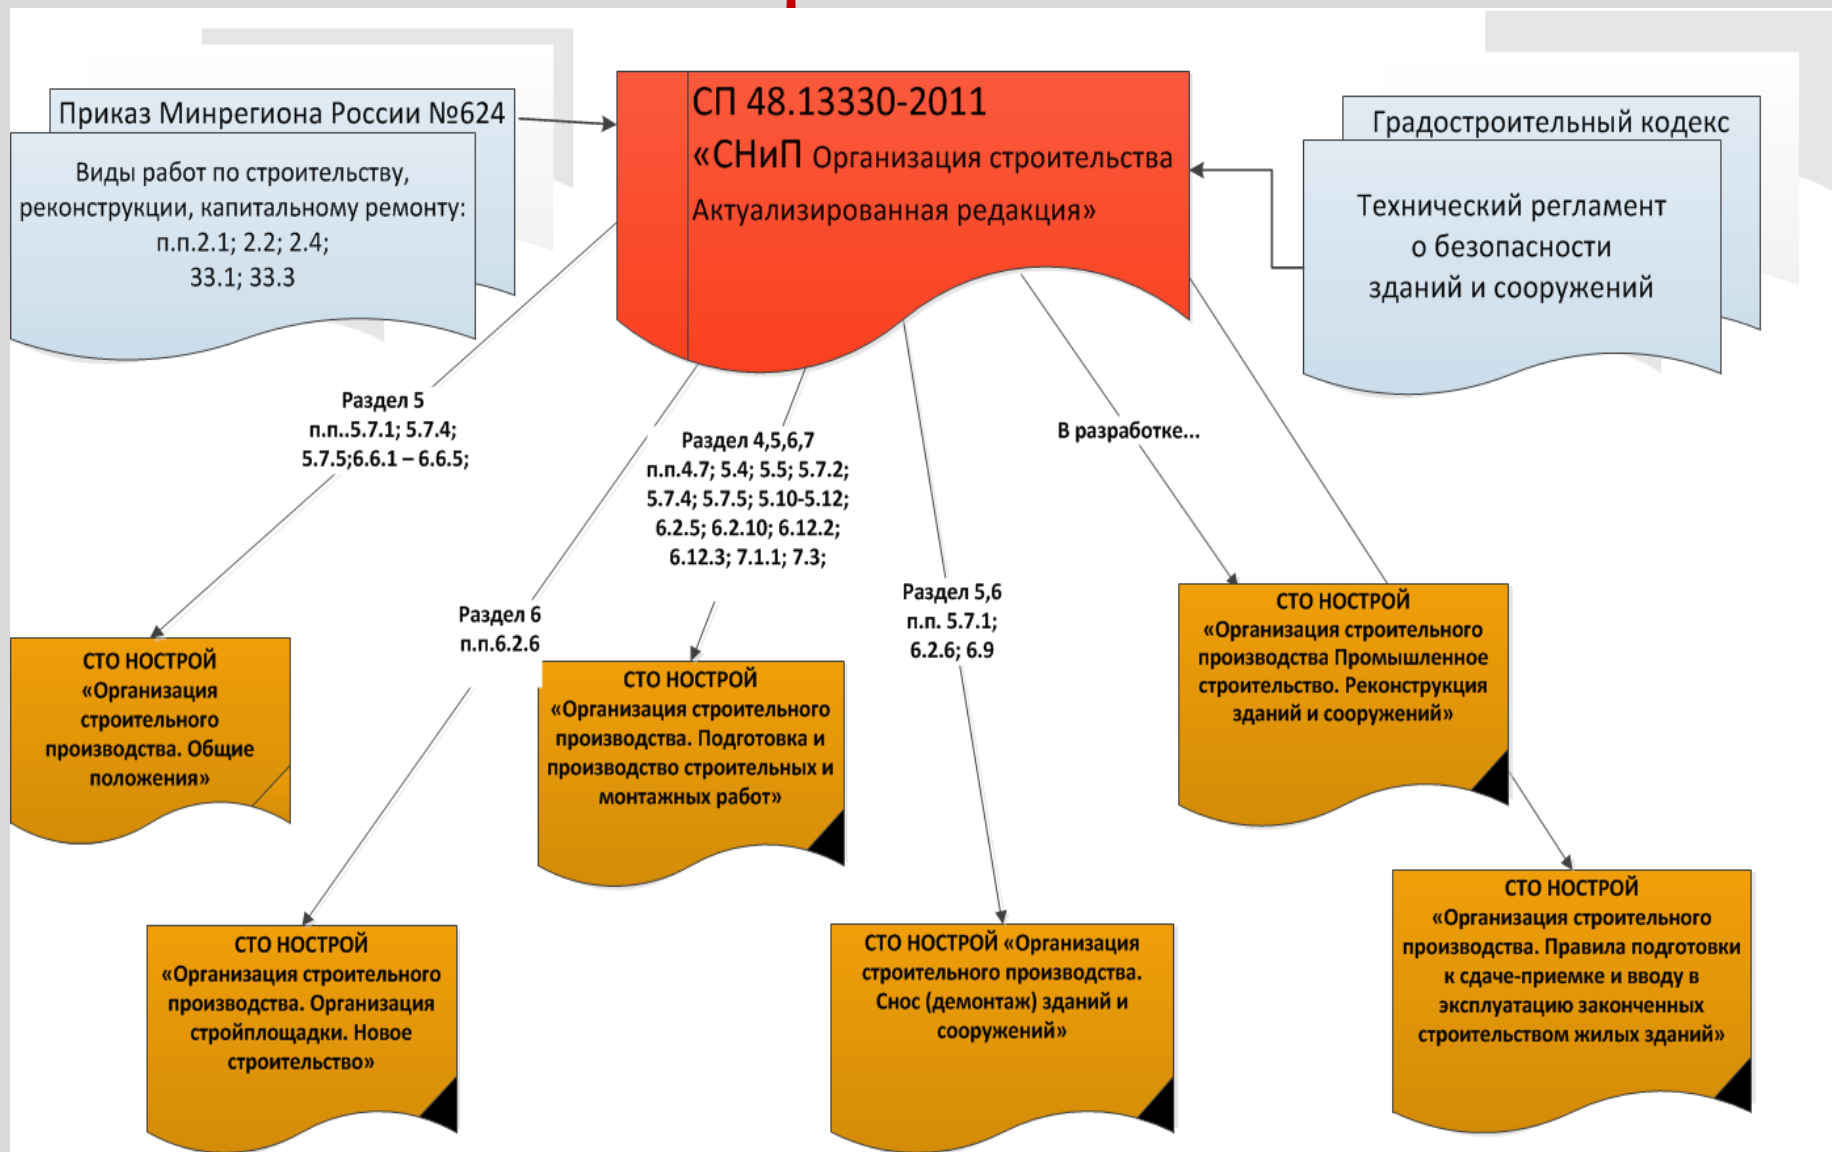 Приказ Минрегиона России №624
Виды работ по строительству,
реконструкции, капитальному ремонту:
п.п.2.1; 2.2; 2.4;
33.1; 33.3
СП 48.13330-2011
«СНиП Организация строительства
Актуализированная редакция»
Градостроительный кодекс
Технический регламент
о безопасности
зданий и сооружений
Раздел 5
п.п..5.7.1; 5.7.4;
5.7.5;6.6.1 – 6.6.5;
Раздел 6
п.п.6.2.6
Раздел 4,5,6,7
п.п.4.7; 5.4; 5.5; 5.7.2;
5.7.4; 5.7.5; 5.10-5.12;
6.2.5; 6.2.10; 6.12.2;
6.12.3; 7.1.1; 7.3;
Раздел 5,6
п.п. 5.7.1;
6.2.6; 6.9
В разработке...
СТО НОСТРОЙ
«Организация
строительного
производства. Общие
положения»
СТО НОСТРОЙ
«Организация строительного
производства. Организация
стройплощадки. Новое
строительство»
СТО НОСТРОЙ
«Организация строительного
производства. Подготовка и
производство строительных и
монтажных работ»
СТО НОСТРОЙ «Организация
строительного производства.
Снос (демонтаж) зданий и
сооружений»
СТО НОСТРОЙ
«Организация строительного
производства Промышленное
строительство. Реконструкция
зданий и сооружений»
СТО НОСТРОЙ
«Организация строительного
производства. Правила подготовки
к сдаче-приемке и вводу в
эксплуатацию законченных
строительством жилых зданий»